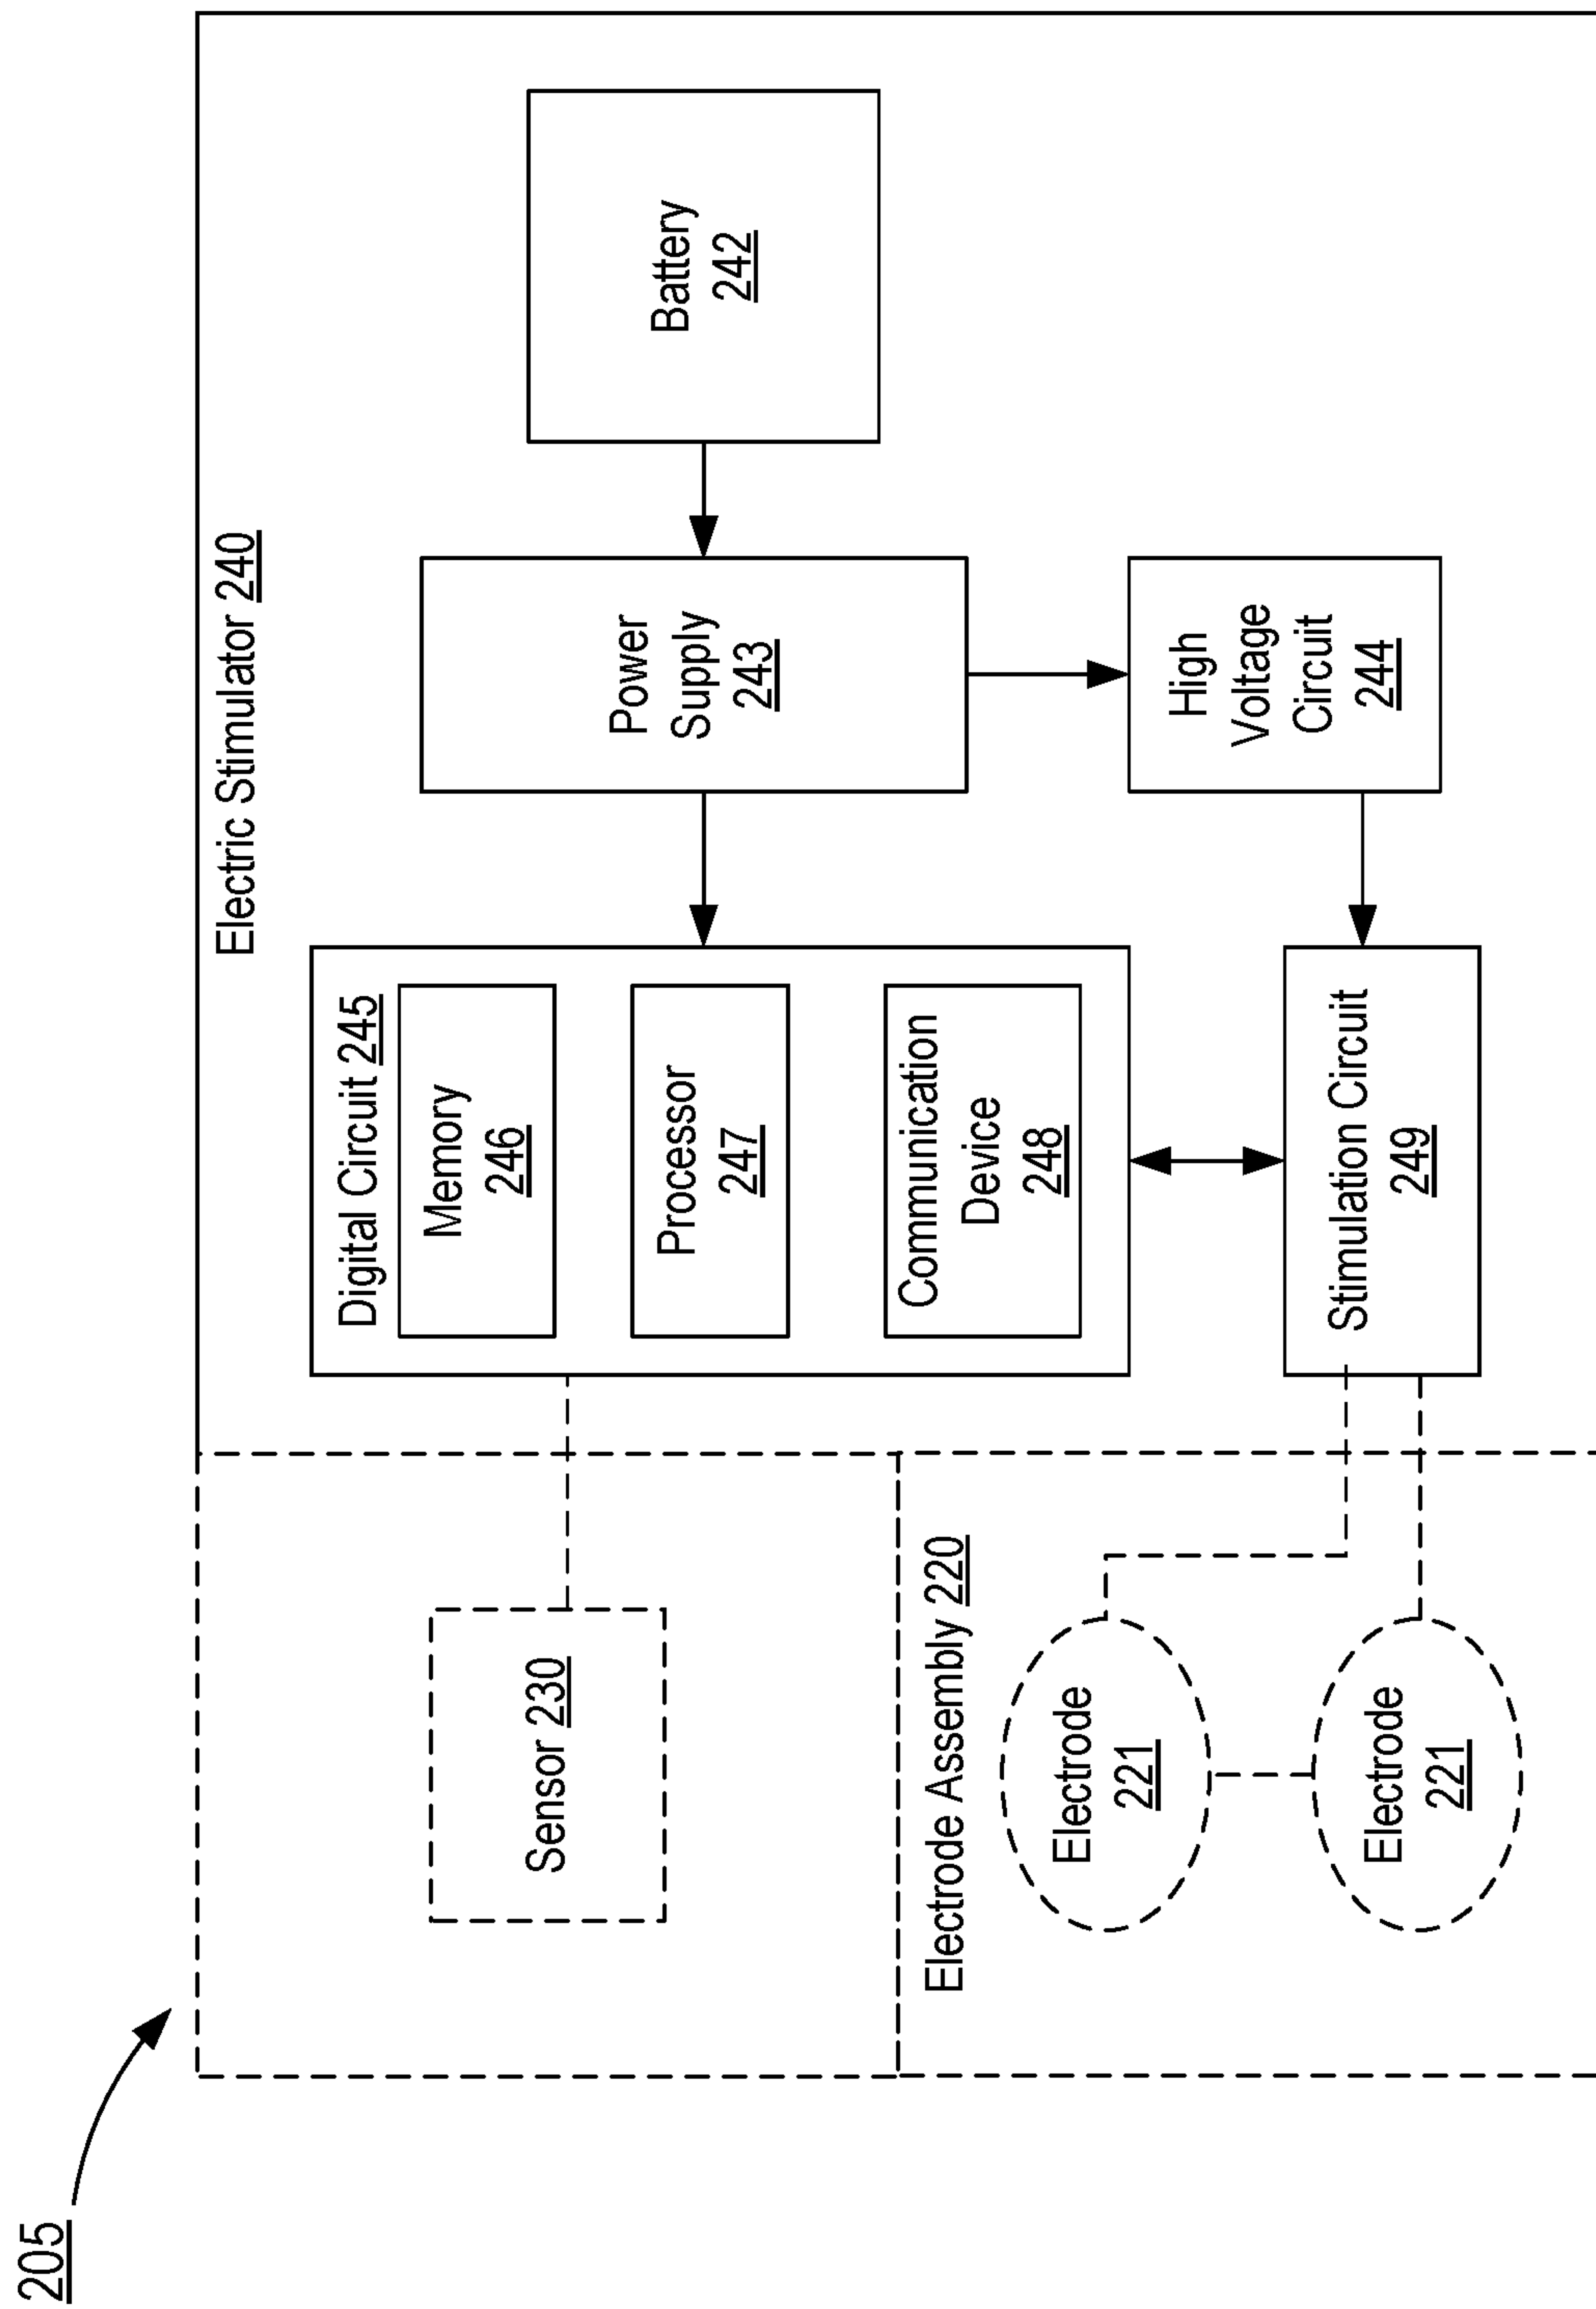 205
Electric Stimulator 240
Sensor 230
Digital Circuit 245
Memory
246
Processor
247
Communication
Device
248
Power
Supply
243
Battery
242
Electrode Assembly 220
Electrode
221
Electrode
221
Stimulation Circuit
249
High
Voltage
Circuit
244